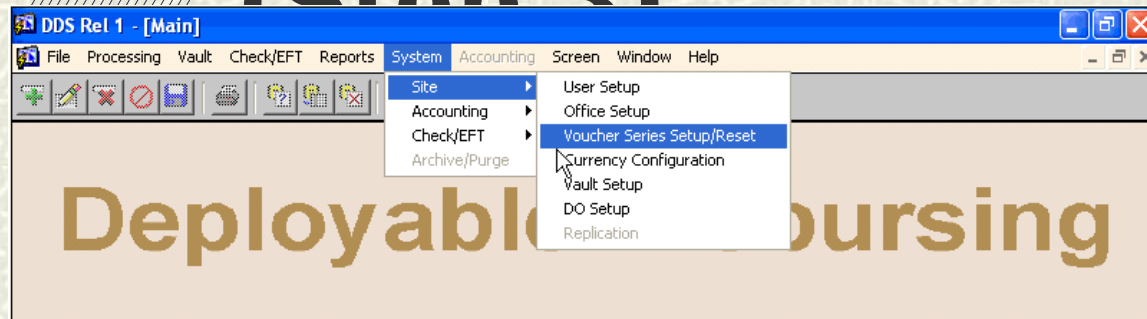 DDS Rel 1 - [Main]
File Processing Vault Check/EFT Reports System Accounting Screen Window Help
Site User Setup
Accounting Office Setup
Check/EFT Voucher Series Setup/Reset
Archive/Purge Currency Configuration
Vault Setup
DO Setup
Replication
Deployable bursing